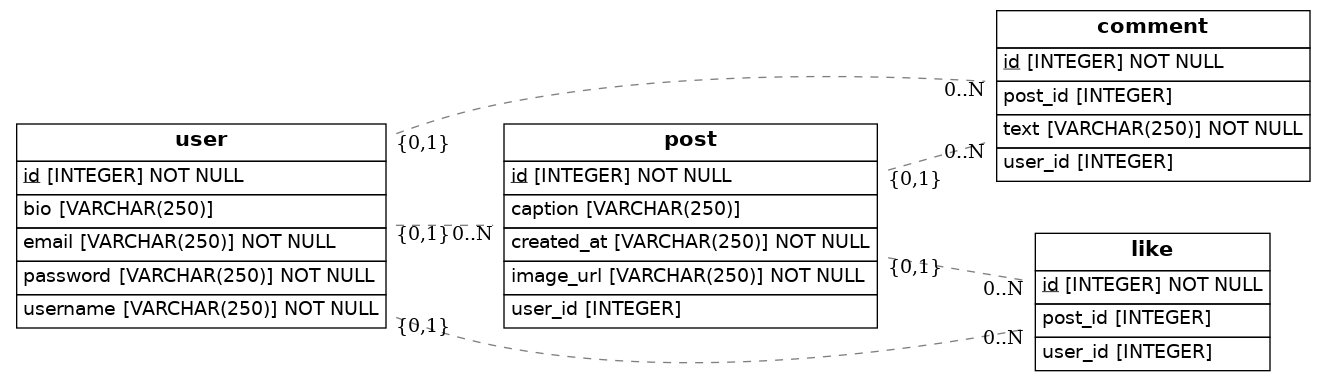 user
id [INTEGER] NOT NULL
bio [VARCHAR(250)]
email [VARCHAR(250)] NOT NULL
password [VARCHAR(250)] NOT NULL
username [VARCHAR(250)] NOT NULL
{0,1}
{0,1}
0..N
{0,1}
post
id [INTEGER] NOT NULL
caption [VARCHAR(250)]
created_at [VARCHAR(250)] NOT NULL
image_url [VARCHAR(250)] NOT NULL
user_id [INTEGER]
{0,1}
{0,1}
0..N
0..N
comment
id [INTEGER] NOT NULL
post_id [INTEGER]
text [VARCHAR(250)] NOT NULL
user_id [INTEGER]
0..N
0..N
like
id [INTEGER] NOT NULL
post_id [INTEGER]
user_id [INTEGER]